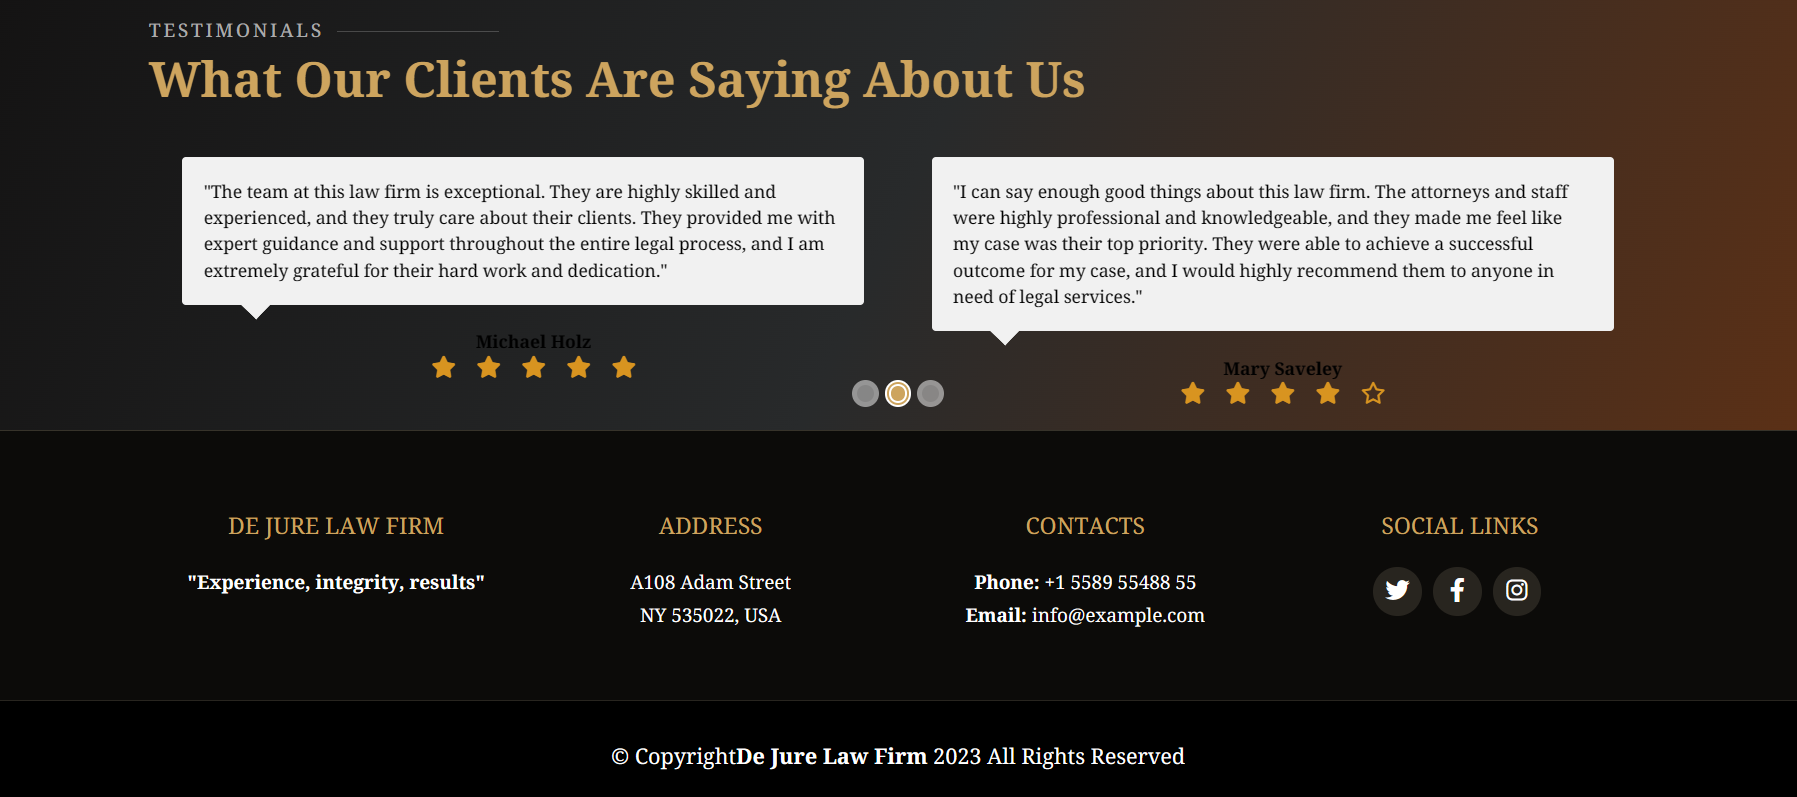 TESTIMONIALS
What Our Clients Are Saying About Us
"The team at this law firm is exceptional. They are highly skilled and
experienced, and they truly care about their clients. They provided me with
expert guidance and support throughout the entire legal process, and I am
extremely grateful for their hard work and dedication."
Michael Holz
"I can say enough good things about this law firm. The attorneys and staff
were highly professional and knowledgeable, and they made me feel like
my case was their top priority. They were able to achieve a successful
outcome for my case, and I would highly recommend them to anyone in
need of legal services."
Mary Saveley
DE JURE LAW FIRM
"Experience, integrity, results"
ADDRESS
A108 Adam Street
NY 535022, USA
CONTACTS
Phone: +1 5589 55488 55
Email: info@example.com
SOCIAL LINKS
© CopyrightDe Jure Law Firm 2023 All Rights Reserved